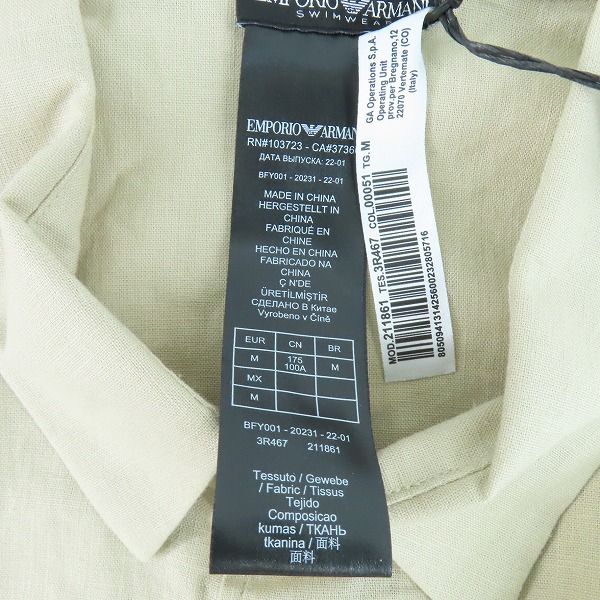 EMPORIO ARMANI
SWIMWEAR
EMPORIO ARMANI
RN#103723 - CA#3736
ДАТА ВЫПУСКА: 22-01
BFY001 - 20231 - 22-01
MADE IN CHINA
HERGESTELLT IN
CHINA
FABRIQUÉ EN
CHINE
HECHO EN CHINA
FABRICADO NA
CHINA
Ç N'DE
ÜRETİLMİŞTİR
СДЕЛАНО В Китае
Vyrobeno v Číně
EUR CN BR
M 175 100A M
MX
M
BFY001 - 20231 - 22-01
3R467 211861
Tessuto / Gewebe
/ Fabric / Tissus
Tejido
Composicao
kumas / ТКАНЬ
tkanina / 面料
面料
GA Operations S.p.A.
Operating Unit
prov.per Bregnano,12
22070 Vertemate (CO)
(Italy)
MOD.211861 TES.3R467 COL.00051 TG.M
8050941314256002328057​16